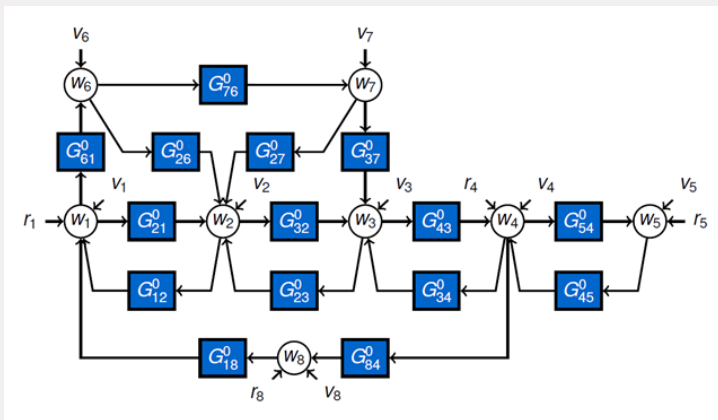 v₆ v₇
w₆ G⁰₇₆ w₇
G⁰₆₁ G⁰₂₆ G⁰₂₇ G⁰₃₇
v₁ v₂ v₃ r₄ v₄ v₅
r₁ w₁ G⁰₂₁ w₂ G⁰₃₂ w₃ G⁰₄₃ w₄ G⁰₅₄ w₅ r₅
G⁰₁₂ G⁰₂₃ G⁰₃₄ G⁰₄₅
G⁰₁₈ w₈ G⁰₈₄
r₈ v₈